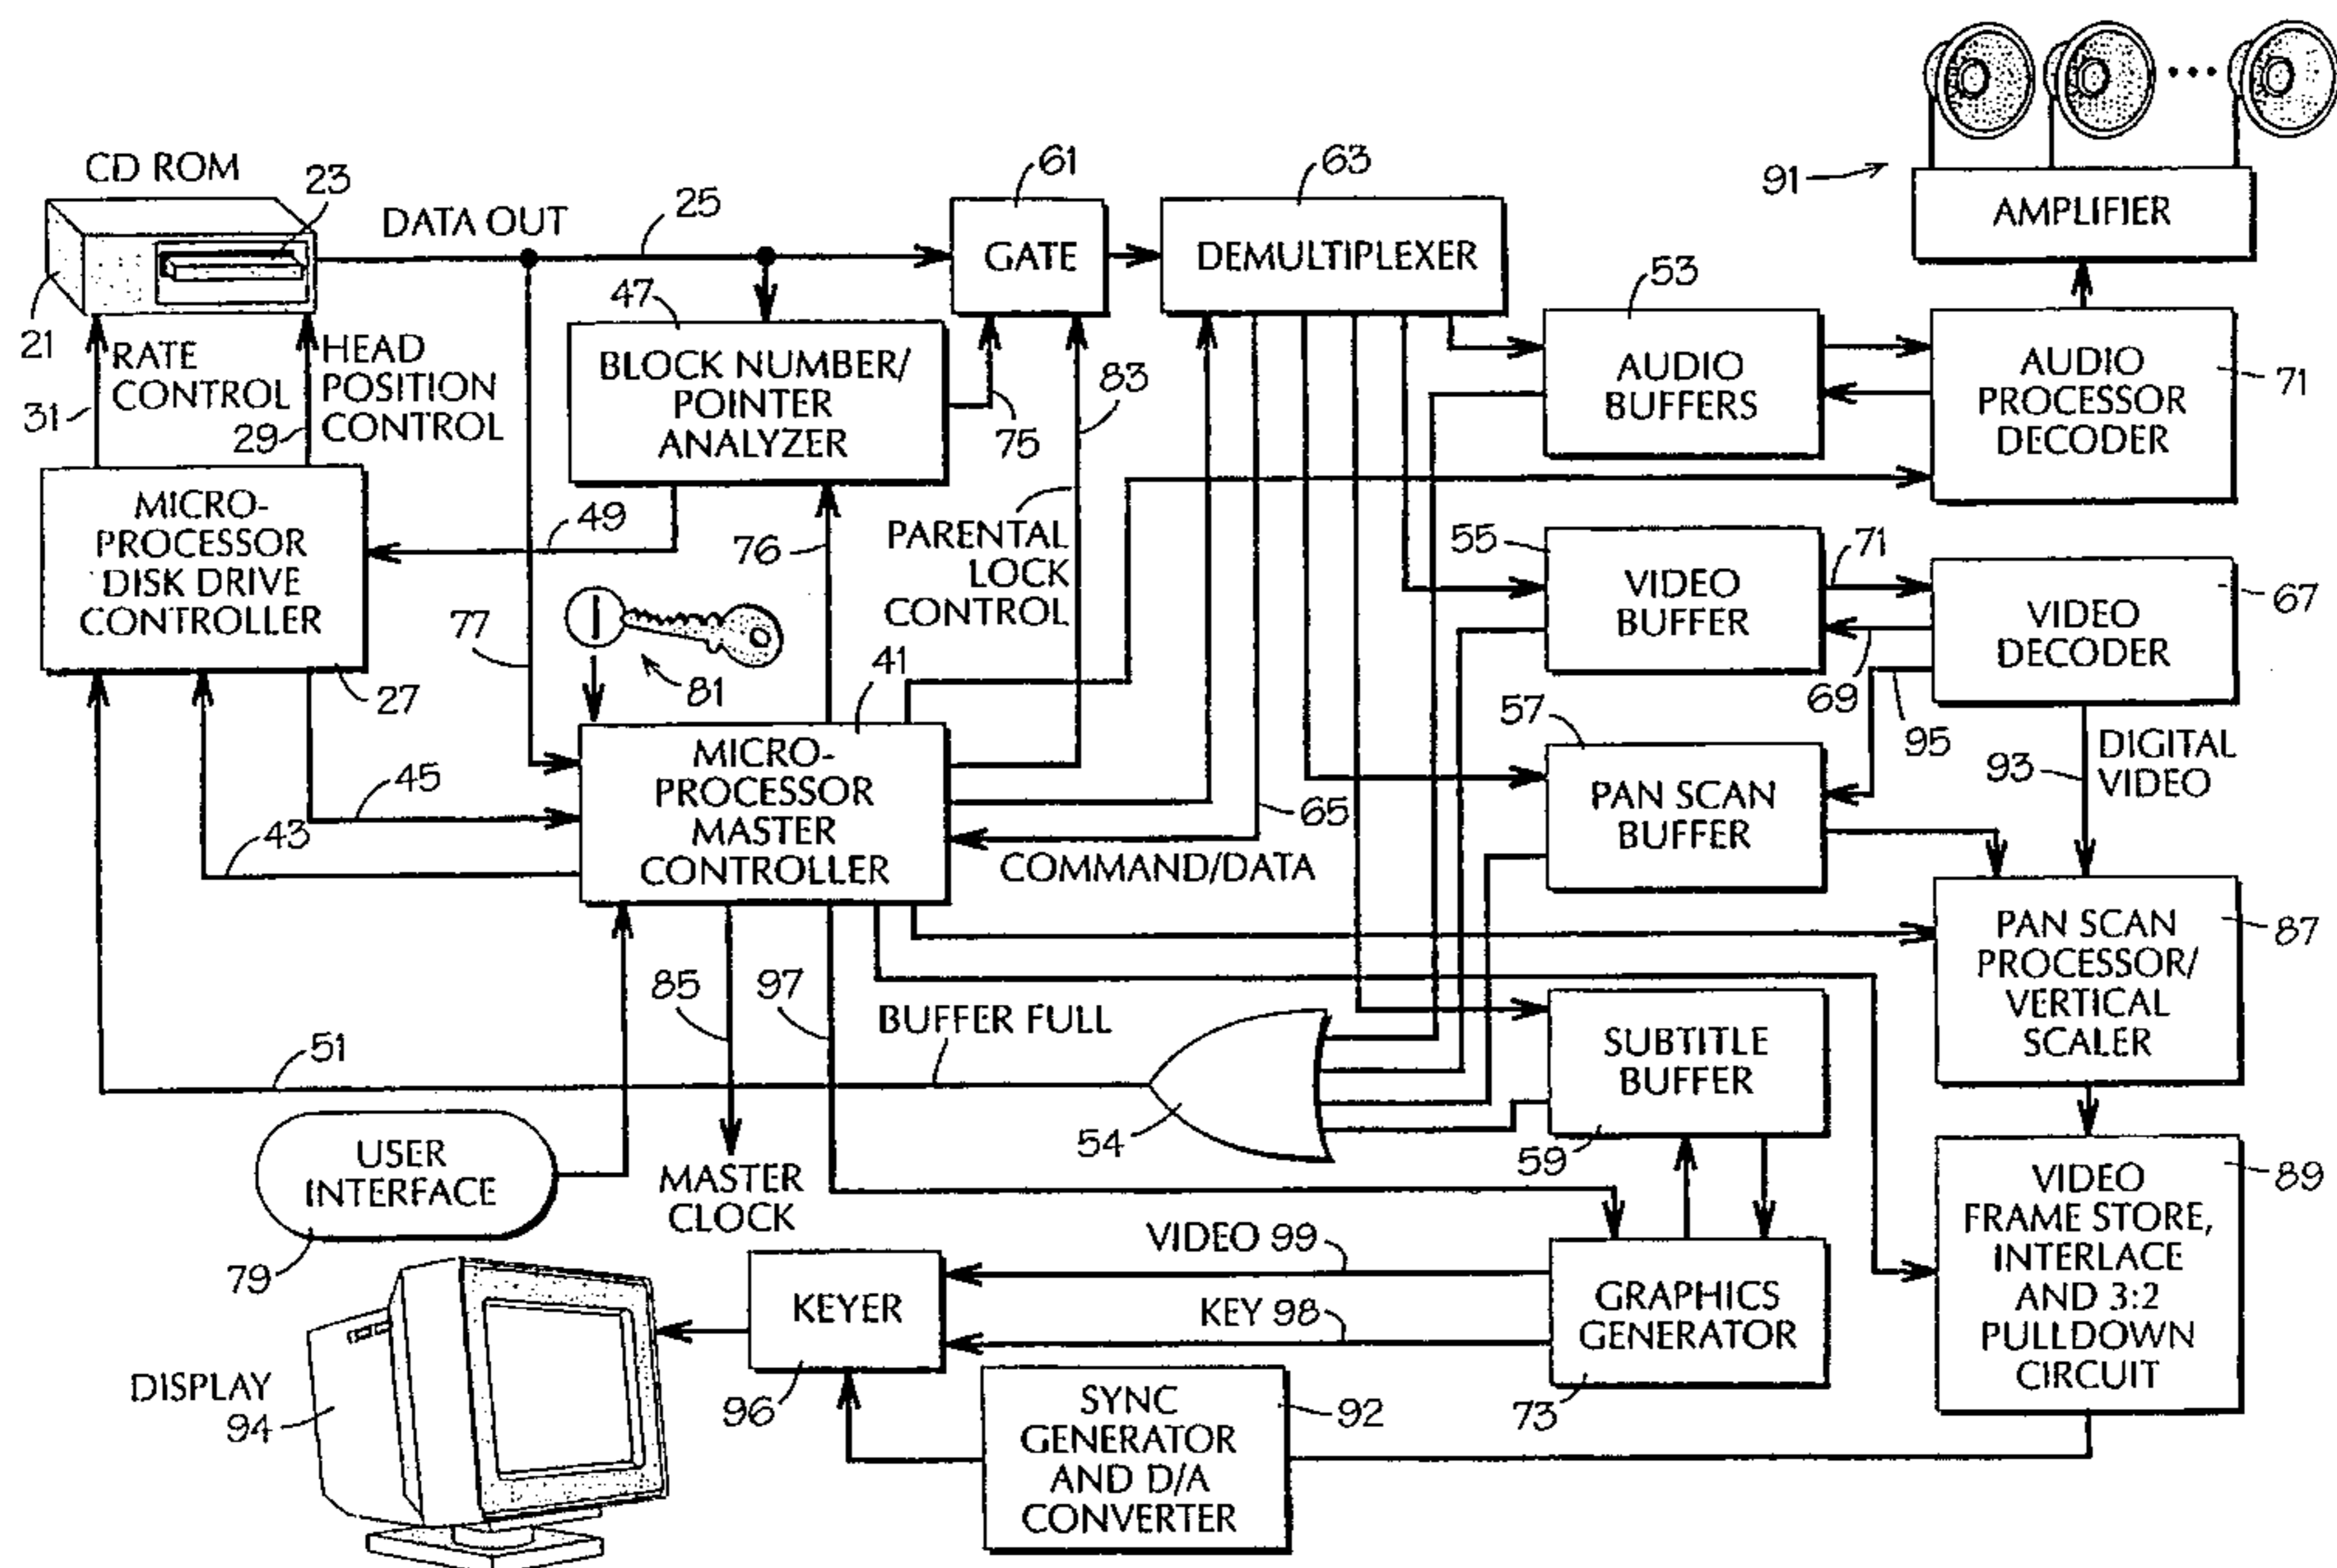 CD ROM
23
21
DATA OUT
25
61
GATE
63
DEMULTIPLEXER
91
AMPLIFIER
RATE
CONTROL
31
HEAD
POSITION
CONTROL
29
47
BLOCK NUMBER/
POINTER
ANALYZER
75
83
53
AUDIO
BUFFERS
AUDIO
PROCESSOR
DECODER
71
MICRO-
PROCESSOR
DISK DRIVE
CONTROLLER
27
49
76
77
81
PARENTAL
LOCK
CONTROL
55
VIDEO
BUFFER
71
69
VIDEO
DECODER
67
95
93
DIGITAL
VIDEO
41
MICRO-
PROCESSOR
MASTER
CONTROLLER
45
43
65
COMMAND/DATA
57
PAN SCAN
BUFFER
PAN SCAN
PROCESSOR/
VERTICAL
SCALER
87
85
97
BUFFER FULL
51
54
SUBTITLE
BUFFER
59
USER
INTERFACE
79
MASTER
CLOCK
VIDEO 99
KEY 98
KEYER
96
GRAPHICS
GENERATOR
73
VIDEO
FRAME STORE,
INTERLACE
AND 3:2
PULLDOWN
CIRCUIT
89
DISPLAY
94
SYNC
GENERATOR
AND D/A
CONVERTER
92